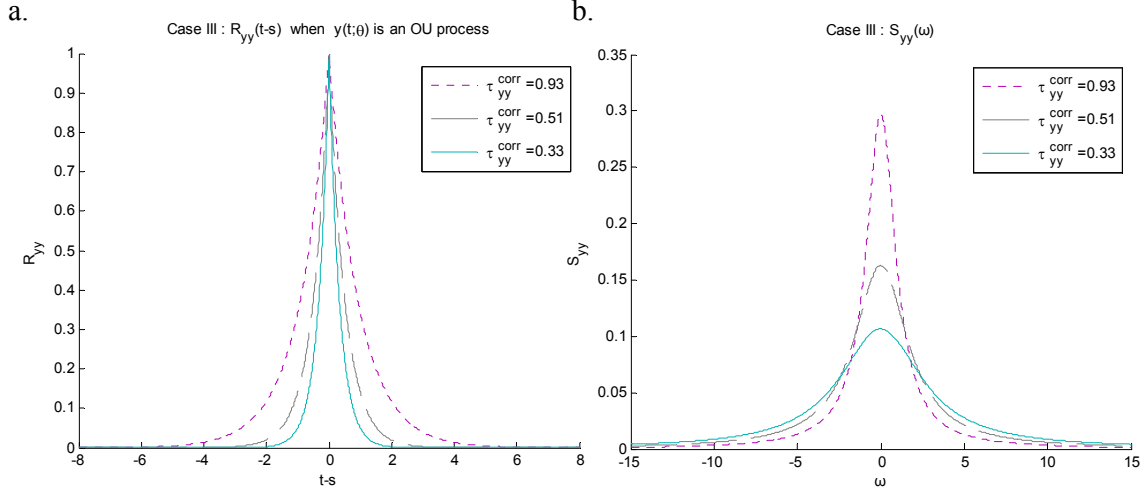 a.
Case III : R_yy(t-s) when y(t;θ) is an OU process
1
0.9
0.8
0.7
0.6
0.5
0.4
0.3
0.2
0.1
0
R_yy
-8
-6
-4
-2
0
2
4
6
8
t-s
τ_yy^corr =0.93
τ_yy^corr =0.51
τ_yy^corr =0.33
b.
Case III : S_yy(ω)
0.35
0.30
0.25
0.20
0.15
0.10
0.05
0
S_yy
-15
-10
-5
0
5
10
15
ω
τ_yy^corr =0.93
τ_yy^corr =0.51
τ_yy^corr =0.33